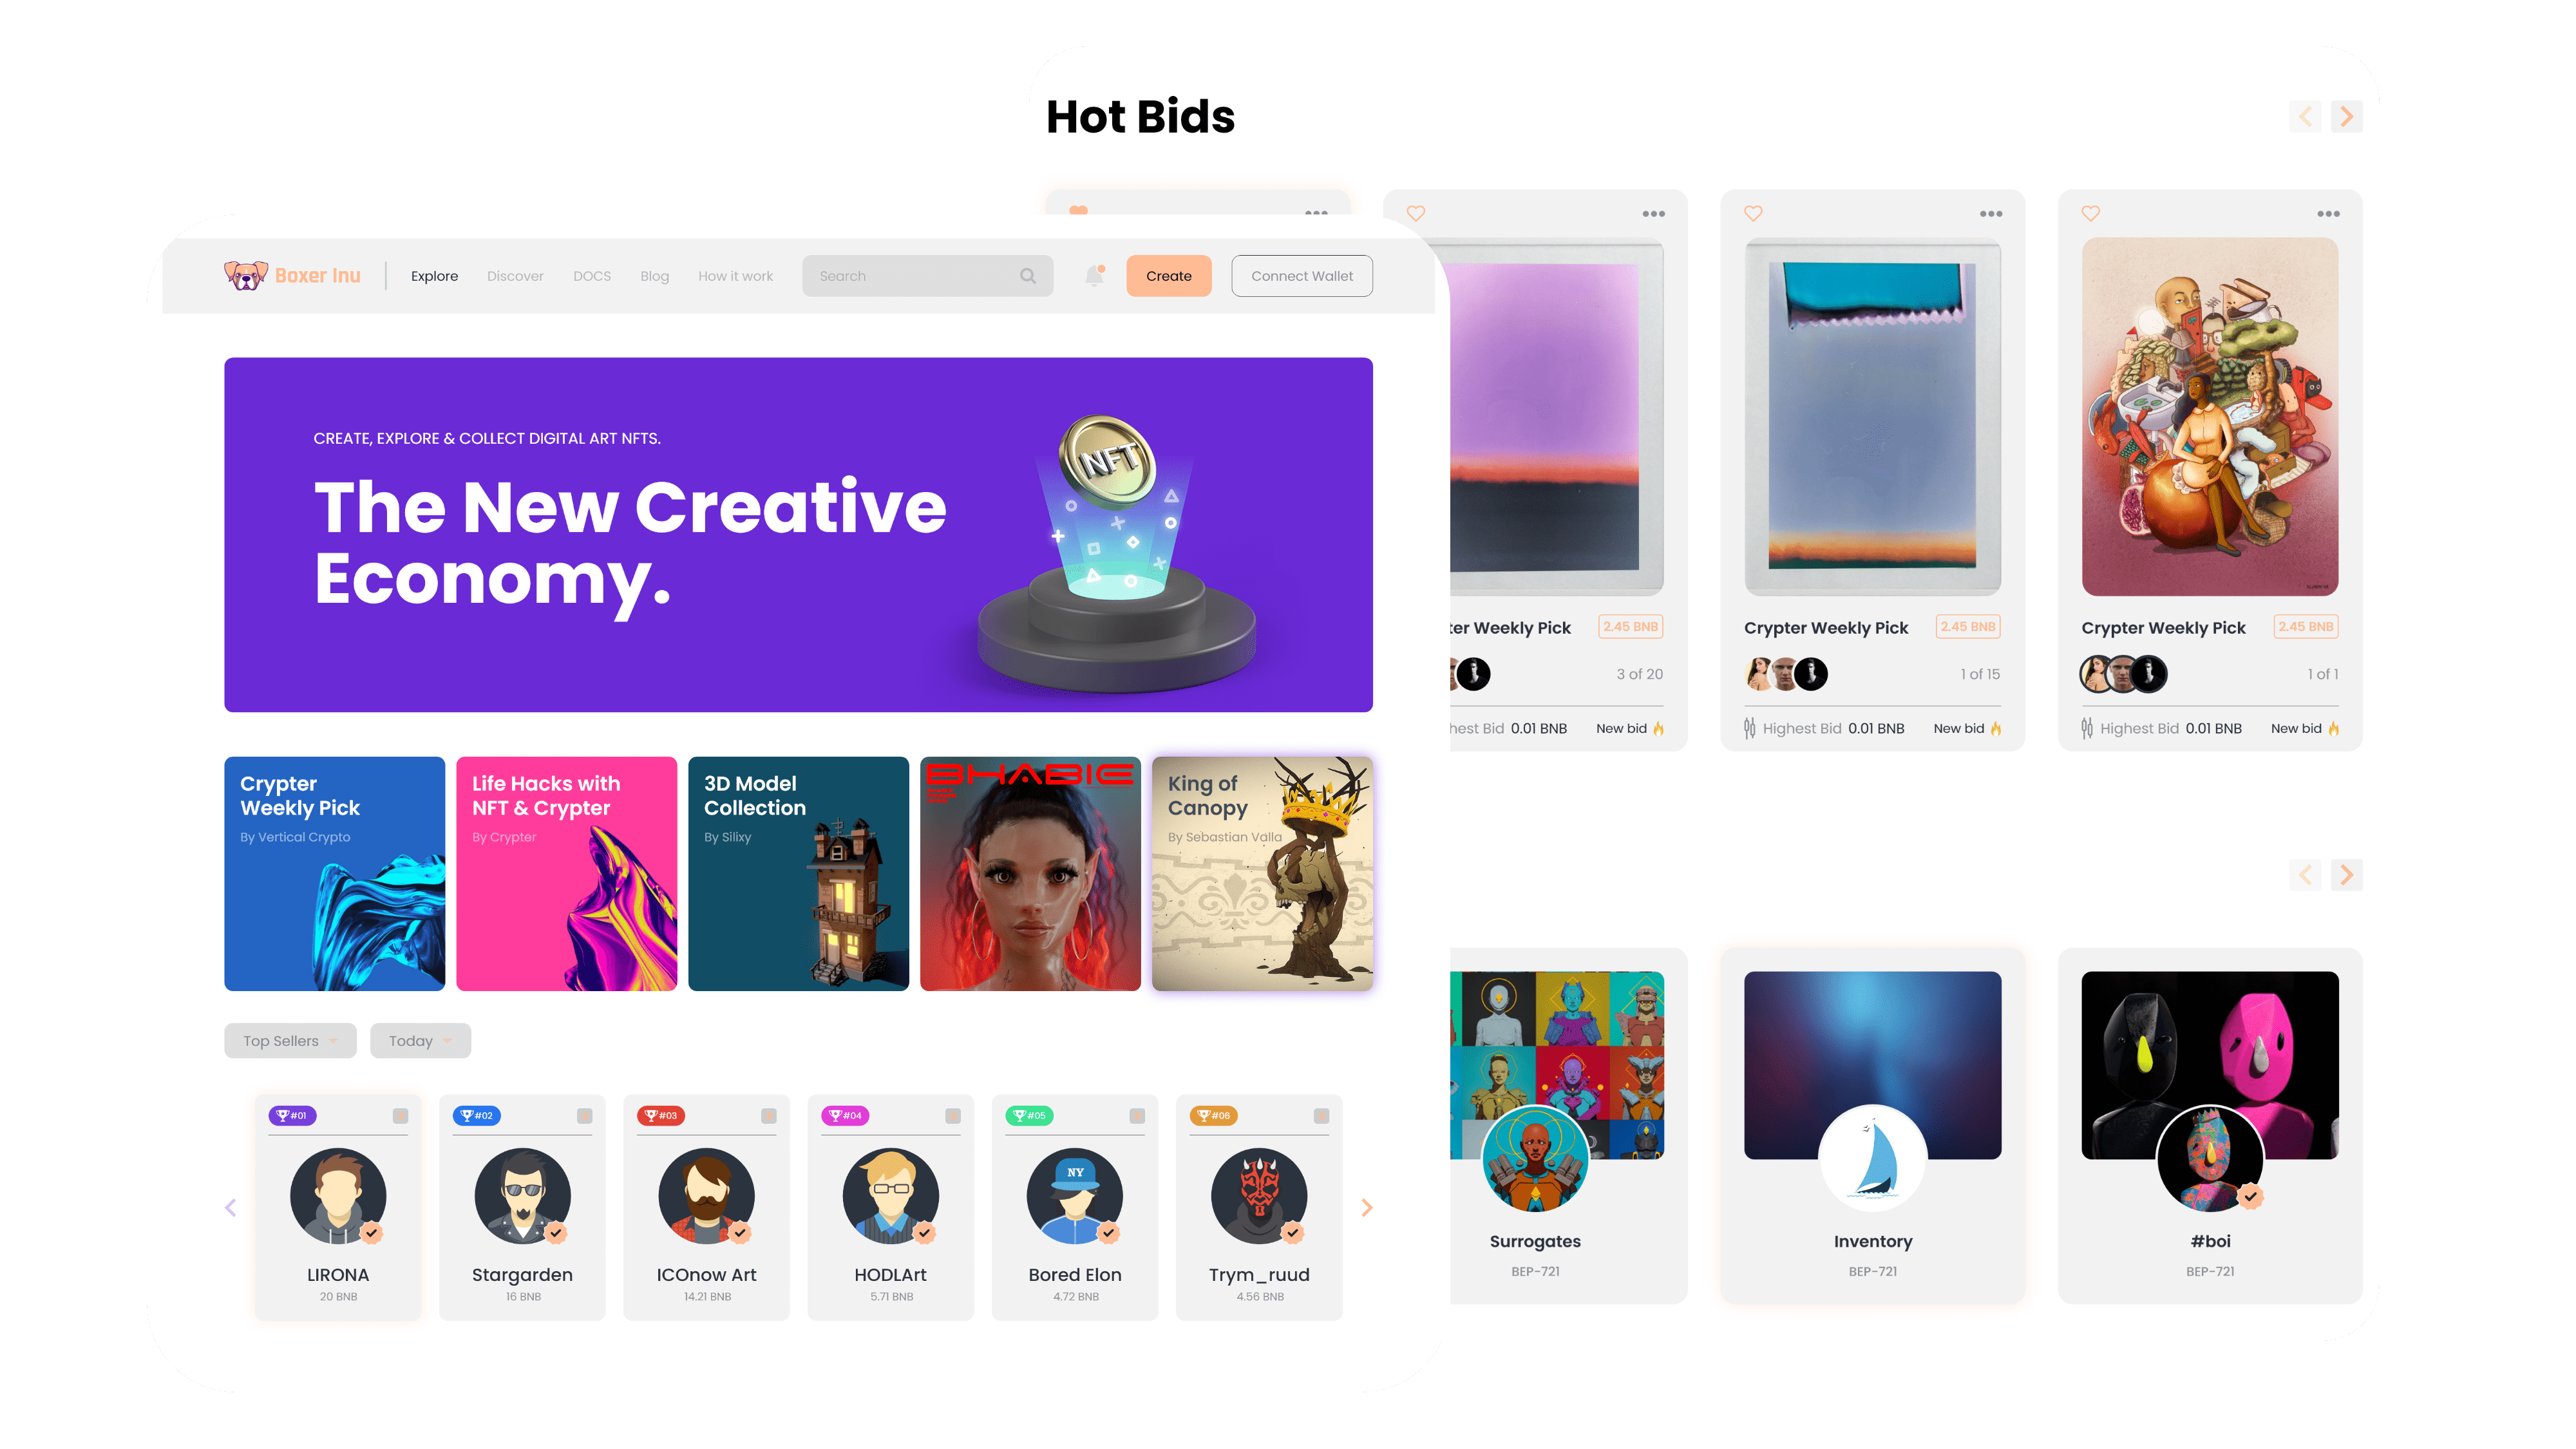 Hot Bids
Boxer Inu
Explore
Discover
DOCS
Blog
How it work
Search
Create
Connect Wallet
CREATE, EXPLORE & COLLECT DIGITAL ART NFTS.
The New Creative
Economy.
NFT
Crypter
Weekly Pick
By Vertical Crypto
Life Hacks with
NFT & Crypter
By Crypter
3D Model
Collection
By Silixy
BHABIE
King of
Canopy
By Sebastian Valla
Top Sellers
Today
#01
LIRONA
20 BNB
#02
Stargarden
16 BNB
#03
ICOnow Art
14.21 BNB
#04
HODLArt
5.71 BNB
#05
NY
Bored Elon
4.72 BNB
#06
Trym_ruud
4.56 BNB
ter Weekly Pick
2.45 BNB
3 of 20
hest Bid 0.01 BNB
New bid
Crypter Weekly Pick
2.45 BNB
1 of 15
Highest Bid 0.01 BNB
New bid
Crypter Weekly Pick
2.45 BNB
1 of 1
Highest Bid 0.01 BNB
New bid
Surrogates
BEP-721
Inventory
BEP-721
#boi
BEP-721